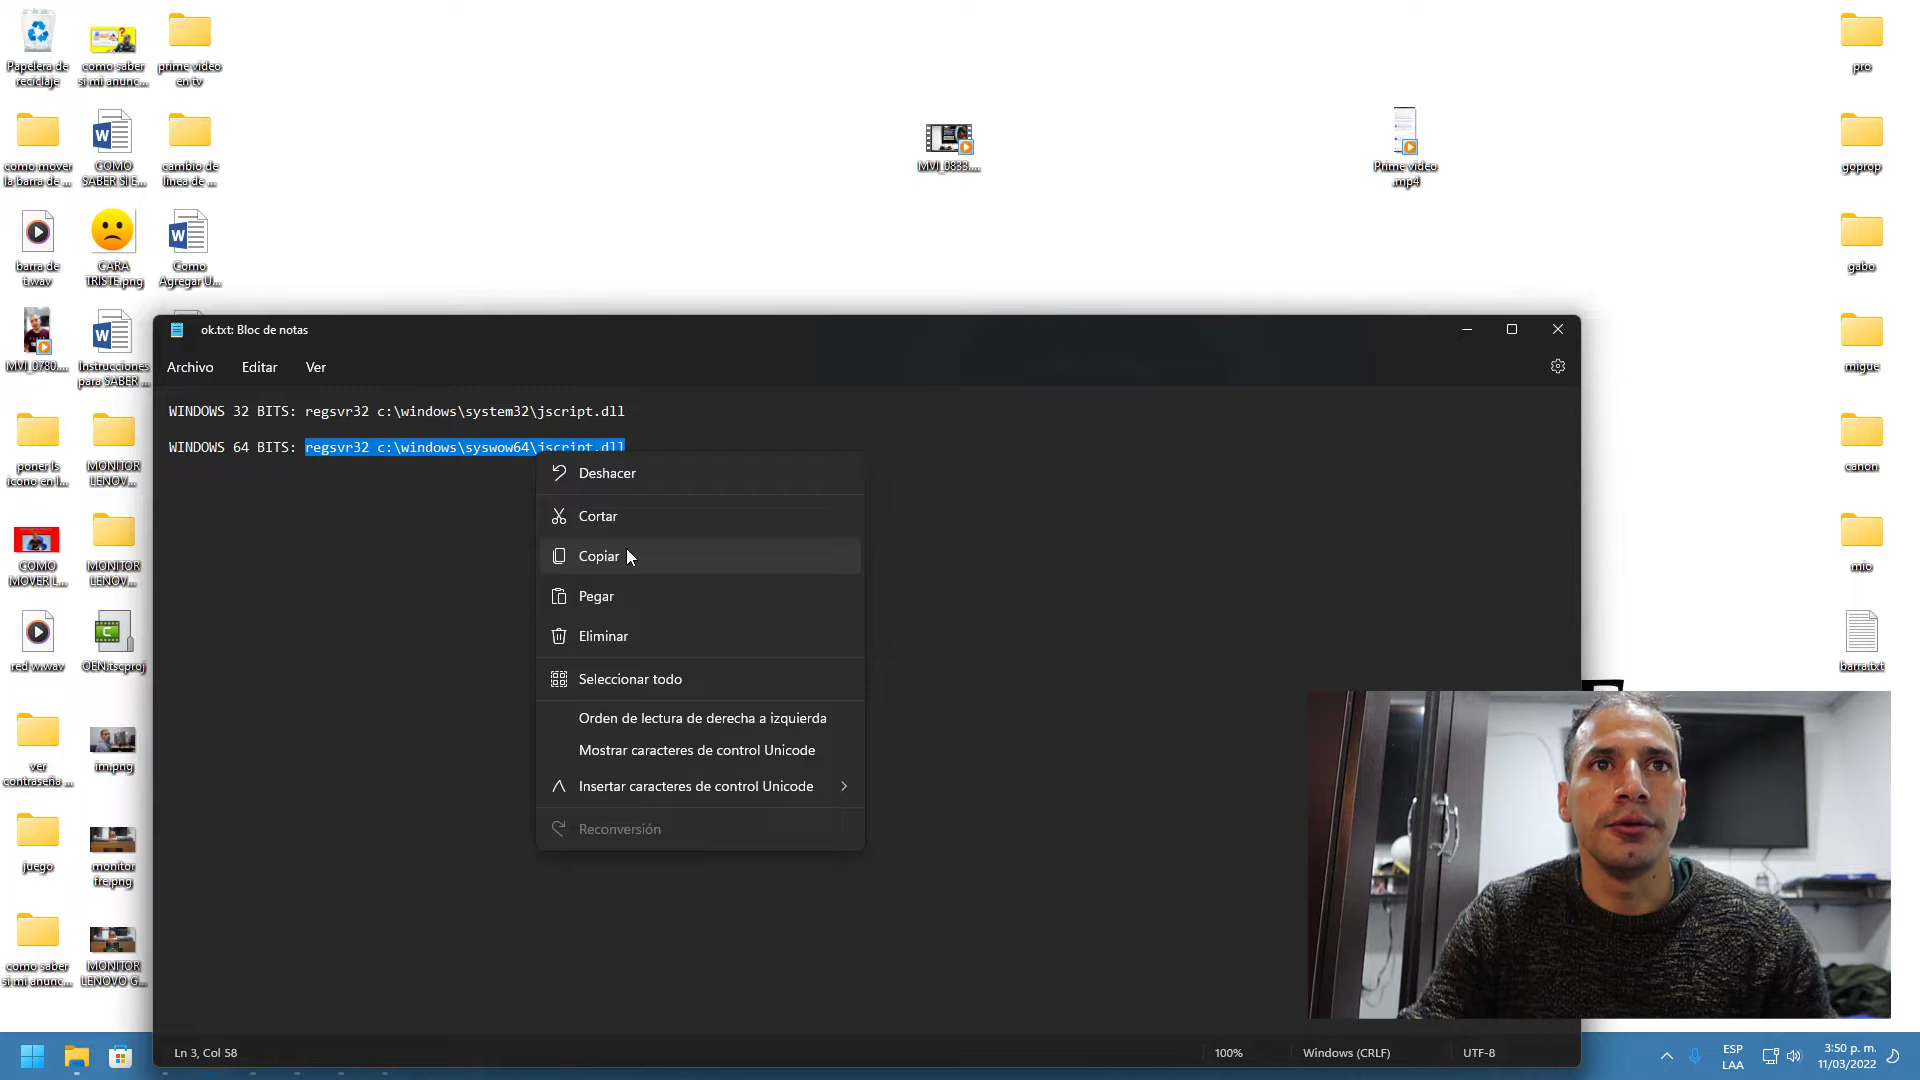 Papelera de
reciclaje
como saber
si mi anunc...
prime video
en tv
como mover
la barra de ...
COMO
SABER SI E...
cambio de
linea de ...
barra de
t.wav
CARA
TRISTE.png
Como
Agregar U...
MVI_0780....
Instrucciones
para SABER ...
poner ls
icono en l...
MONITOR
LENOV...
COMO
MOVER L...
MONITOR
LENOV...
red w.wav
OEN.tscproj
ver
contraseña ...
im.png
juego
monitor
fre.png
como saber
si mi anunc...
MONITOR
LENOVO G...
MVI_0833....
Prime video
.mp4
pro
goprop
gabo
migue
canon
mio
barra.txt
ok.txt: Bloc de notas
Archivo Editar Ver
WINDOWS 32 BITS: regsvr32 c:\windows\system32\jscript.dll
WINDOWS 64 BITS: regsvr32 c:\windows\syswow64\jscript.dll
Deshacer
Cortar
Copiar
Pegar
Eliminar
Seleccionar todo
Orden de lectura de derecha a izquierda
Mostrar caracteres de control Unicode
Insertar caracteres de control Unicode
Reconversión
Ln 3, Col 58 100% Windows (CRLF) UTF-8
ESP
LAA
3:50 p. m.
11/03/2022